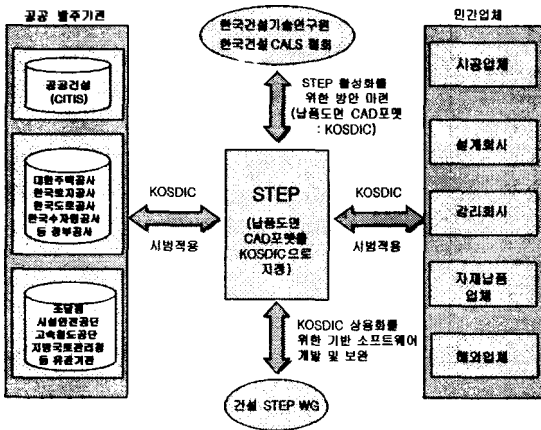 공공 발주기관
공공건설
(CITIS)
대한주택공사
한국토지공사
한국도로공사
한국수자원공사
등 정부공사
조달청
시설안전공단
고속철도공단
지방국토관리청
등 유관기관
한국건설기술연구원
한국건설 CALS 협회
STEP 활성화를
위한 방안 마련
(납품도면 CAD포맷
: KOSDIC)
KOSDIC
시범적용
STEP
(납품도면
CAD포맷을
KOSDIC으로
지정)
KOSDIC
시범적용
KOSDIC 상용화를
위한 기반 소프트웨어
개발 및 보완
건설 STEP WG
민간업체
시공업체
설계회사
감리회사
자재납품
업체
해외업체